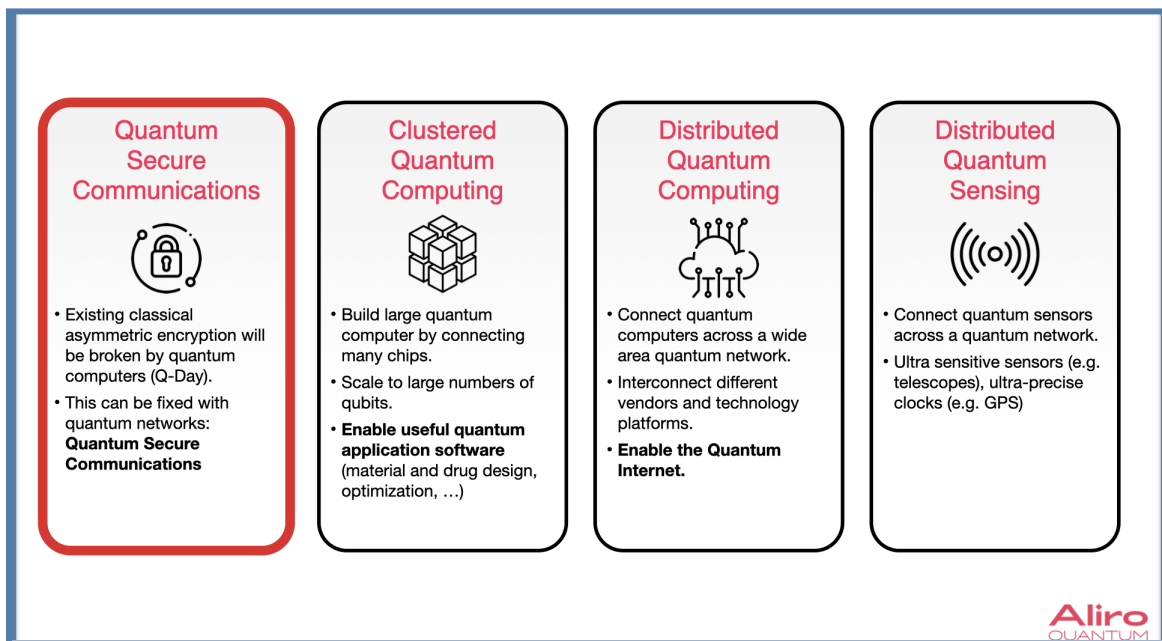 Quantum
Secure
Communications
• Existing classical
asymmetric encryption will
be broken by quantum
computers (Q-Day).
• This can be fixed with
quantum networks:
Quantum Secure
Communications
Clustered
Quantum
Computing
• Build large quantum
computer by connecting
many chips.
• Scale to large numbers of
qubits.
• Enable useful quantum
application software
(material and drug design,
optimization, …)
Distributed
Quantum
Computing
• Connect quantum
computers across a wide
area quantum network.
• Interconnect different
vendors and technology
platforms.
• Enable the Quantum
Internet.
Distributed
Quantum
Sensing
• Connect quantum sensors
across a quantum network.
• Ultra sensitive sensors (e.g.
telescopes), ultra-precise
clocks (e.g. GPS)
Aliro
QUANTUM